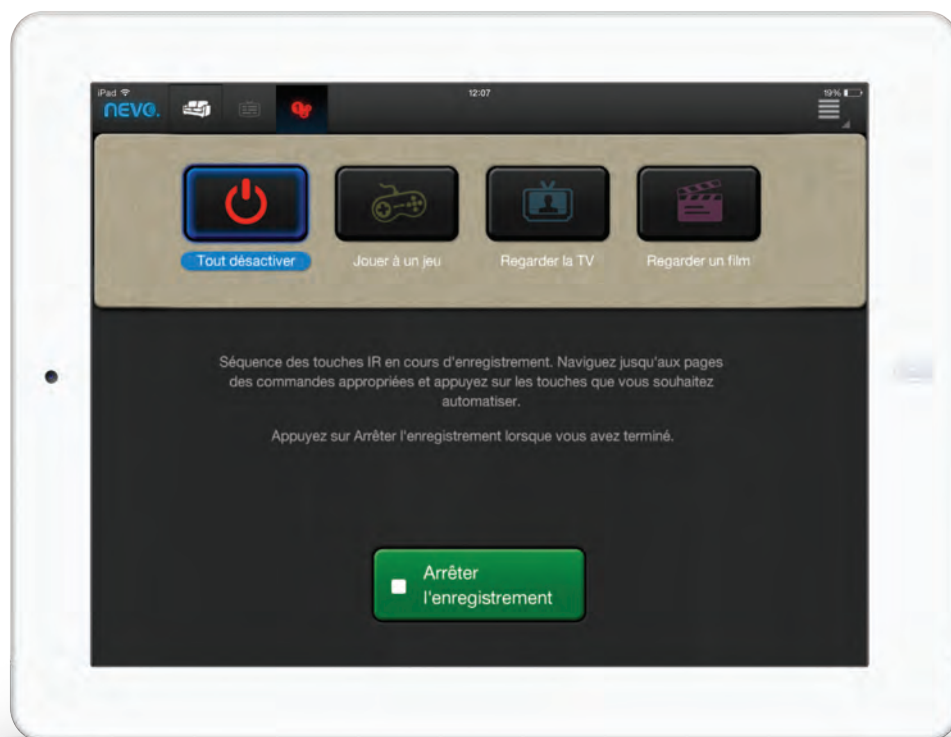 iPad 12:07 19%
nevo.
Tout désactiver Jouer à un jeu Regarder la TV Regarder un film
Séquence des touches IR en cours d'enregistrement. Naviguez jusqu'aux pages
des commandes appropriées et appuyez sur les touches que vous souhaitez
automatiser.
Appuyez sur Arrêter l'enregistrement lorsque vous avez terminé.
Arrêter
l'enregistrement